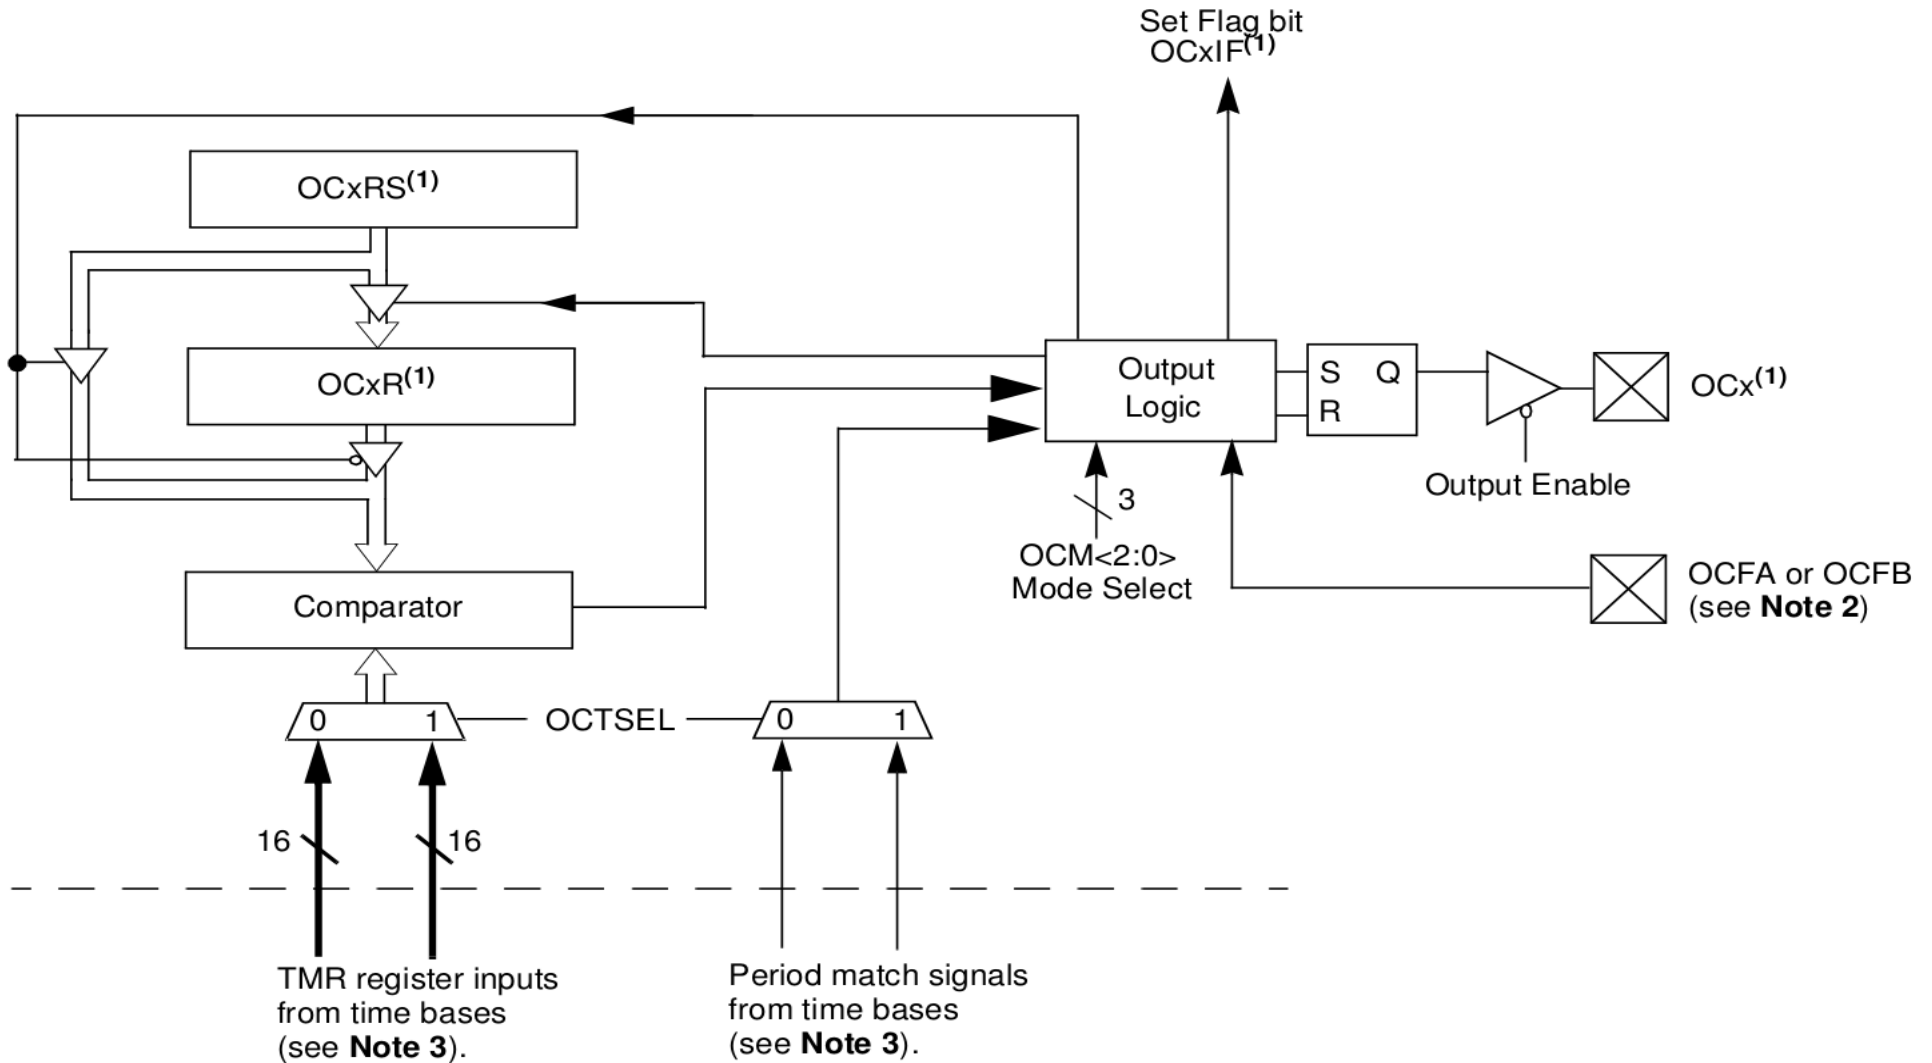 Set Flag bit
OCxIF(1)
OCxRS(1)
OCxR(1)
Output
Logic
S Q
R
OCx(1)
Output Enable
3
OCM<2:0>
Mode Select
OCFA or OCFB
(see Note 2)
Comparator
0 1
OCTSEL
0 1
16
16
TMR register inputs
from time bases
(see Note 3).
Period match signals
from time bases
(see Note 3).